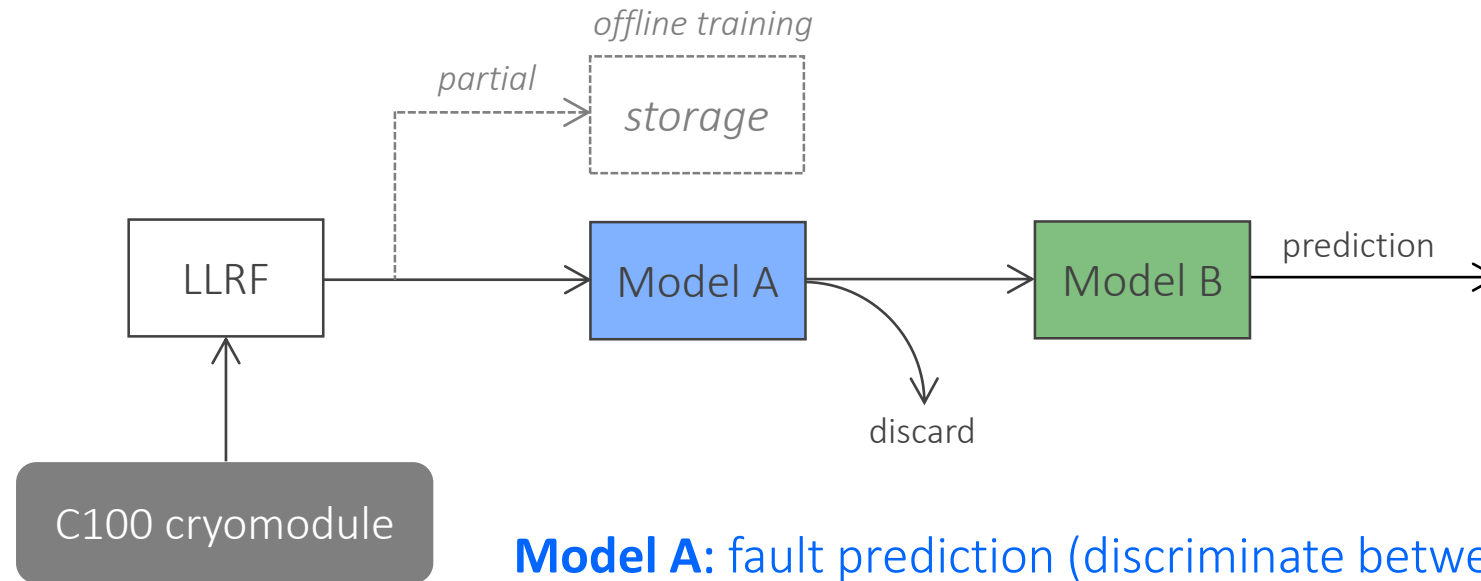 offline training
partial
storage
LLRF
Model A
Model B
prediction
discard
C100 cryomodule
Model A: fault prediction (discriminate betwe